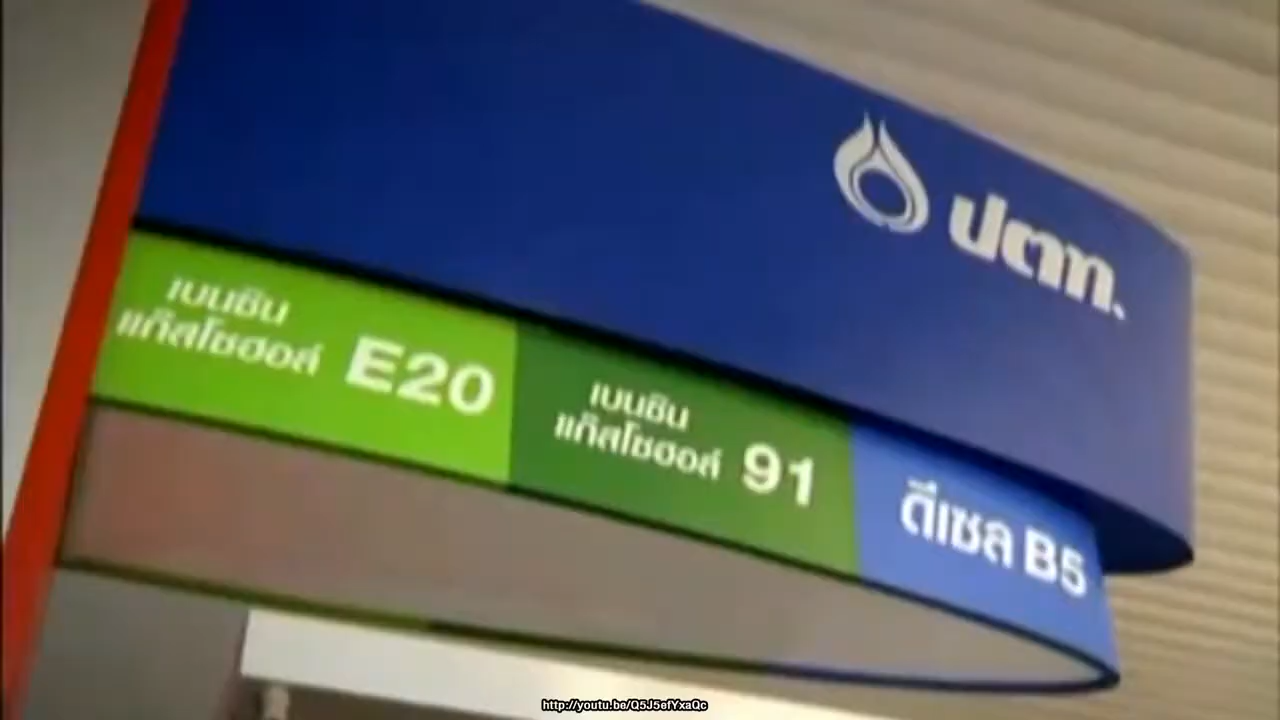 ปตท.
เบนซิน
แก๊สโซฮอล์ E20
เบนซิน
แก๊สโซฮอล์ 91
ดีเซล B5
http://youtu.be/Q5J5efYxaQc